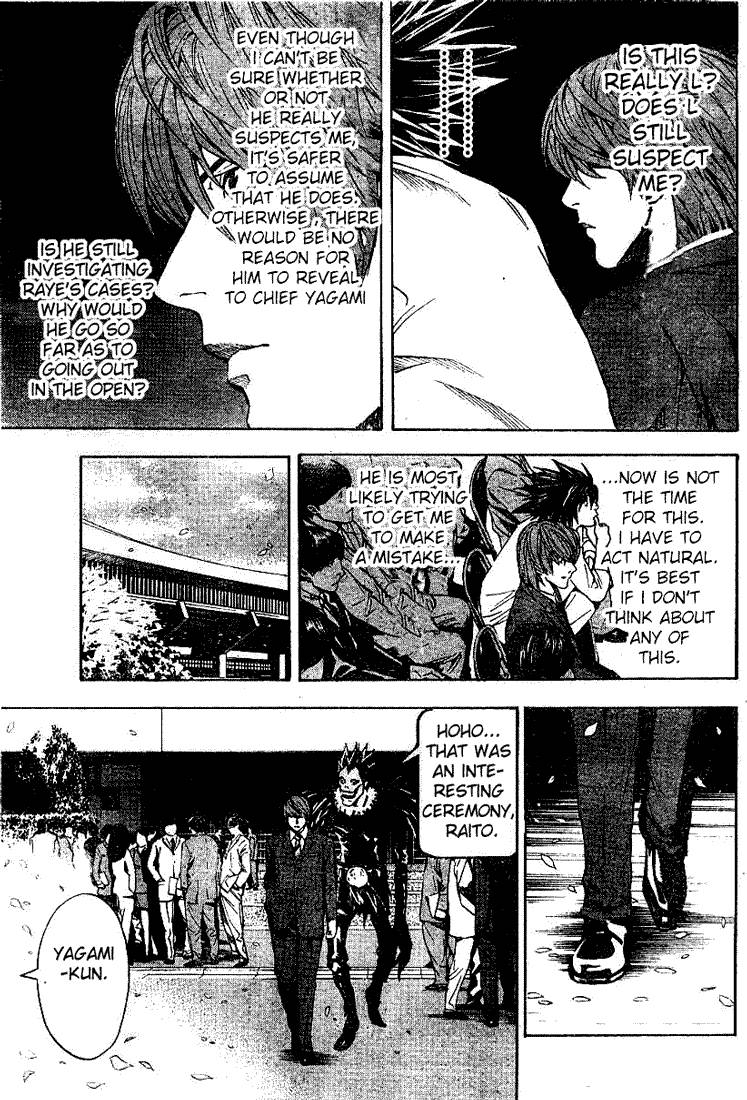 IS THIS
REALLY L?
DOES L
STILL
SUSPECT
ME?
EVEN THOUGH
I CAN'T BE
SURE WHETHER
OR NOT
HE REALLY
SUSPECTS ME,
IT'S SAFER
TO ASSUME
THAT HE DOES.
OTHERWISE, THERE
WOULD BE NO
REASON FOR
HIM TO REVEAL
TO CHIEF YAGAMI
IS HE STILL
INVESTIGATING
RAYE'S CASES?
WHY WOULD
HE GO SO
FAR AS TO
GOING OUT
IN THE OPEN?
...NOW IS NOT
THE TIME
FOR THIS.
I HAVE TO
ACT NATURAL.
IT'S BEST
IF I DON'T
THINK ABOUT
ANY OF
THIS.
HE IS MOST
LIKELY TRYING
TO GET ME
TO MAKE
A MISTAKE...
HOHO...
THAT WAS
AN INTE-
RESTING
CEREMONY,
RAITO.
YAGAMI
-KUN.